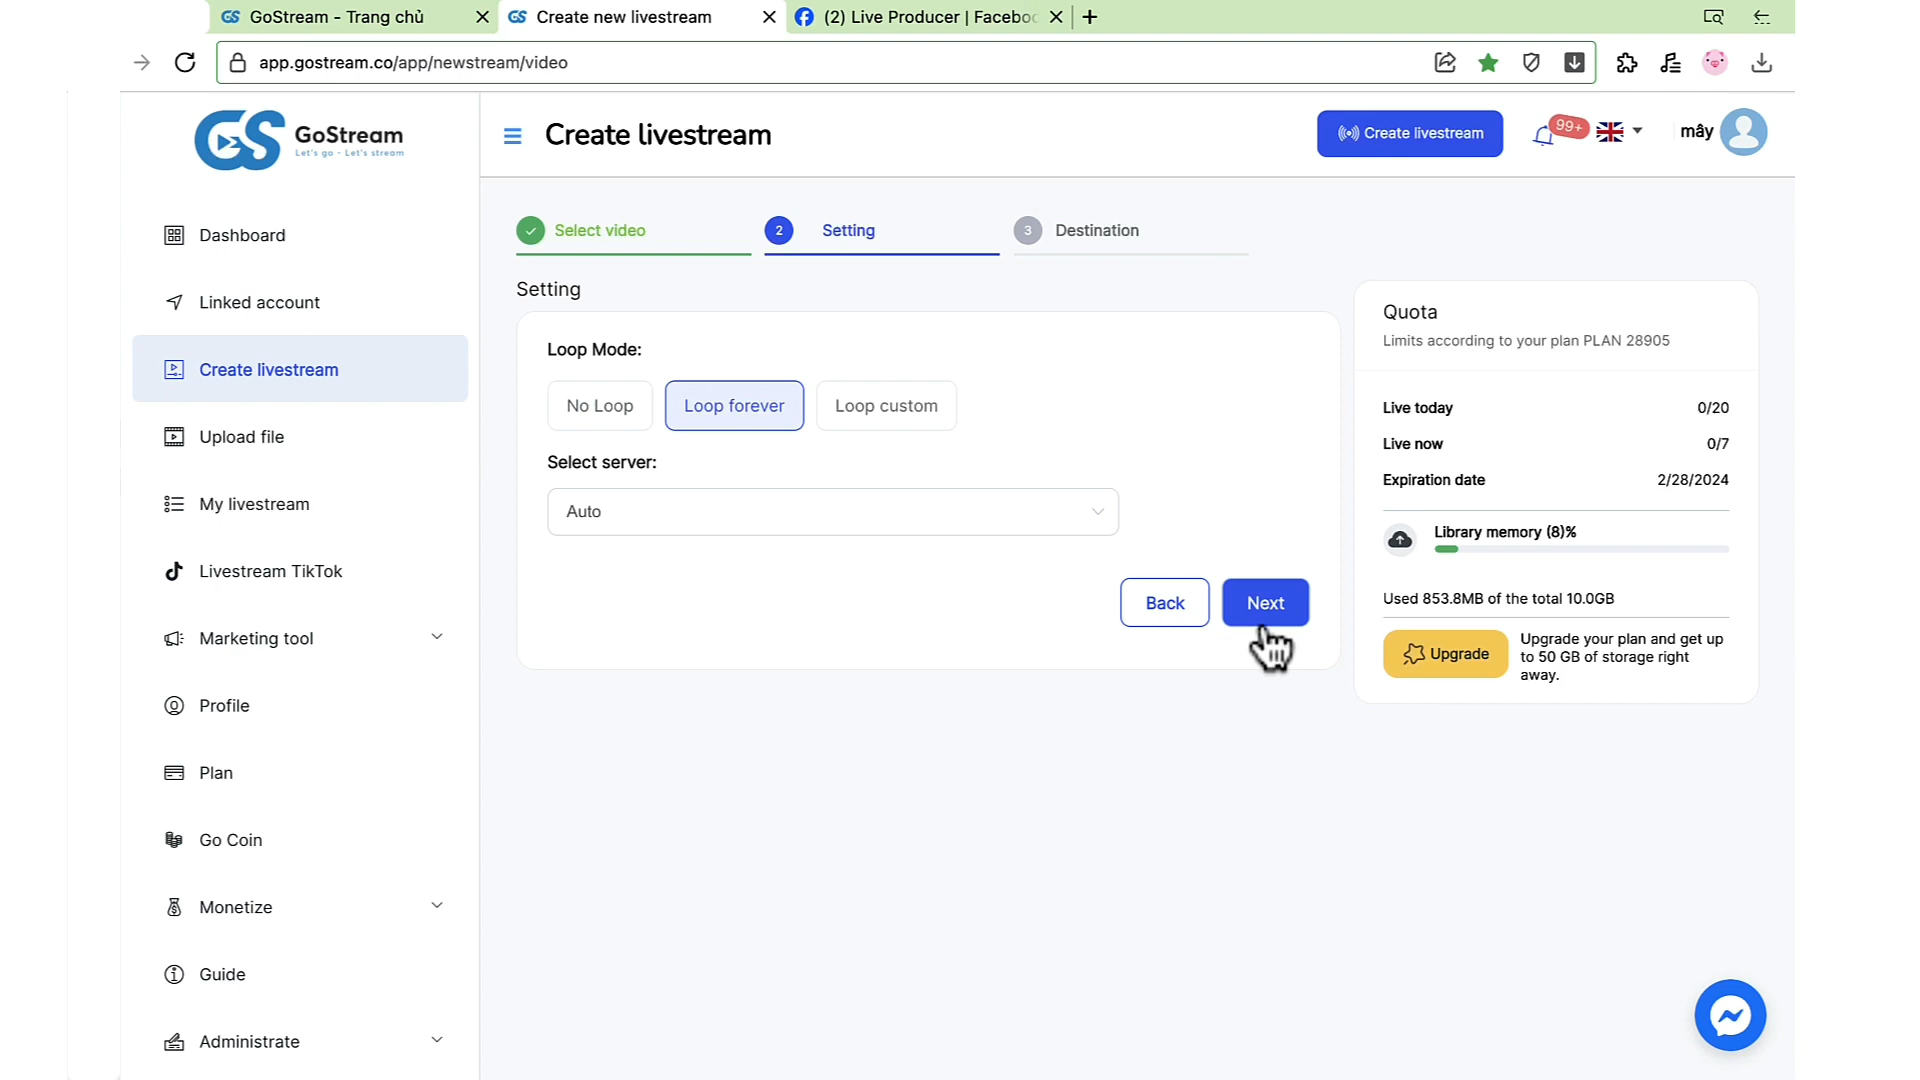 GoStream - Trang chủ
Create new livestream
(2) Live Producer | Faceboo
app.gostream.co/app/newstream/video
GS GoStream
Let's go - Let's stream
Create livestream
Create livestream
99+
mây
Dashboard
Linked account
Create livestream
Upload file
My livestream
Livestream TikTok
Marketing tool
Profile
Plan
Go Coin
Monetize
Guide
Administrate
Select video
2 Setting
3 Destination
Setting
Loop Mode:
No Loop
Loop forever
Loop custom
Select server:
Auto
Back
Next
Quota
Limits according to your plan PLAN 28905
Live today 0/20
Live now 0/7
Expiration date 2/28/2024
Library memory (8)%
Used 853.8MB of the total 10.0GB
Upgrade
Upgrade your plan and get up
to 50 GB of storage right
away.